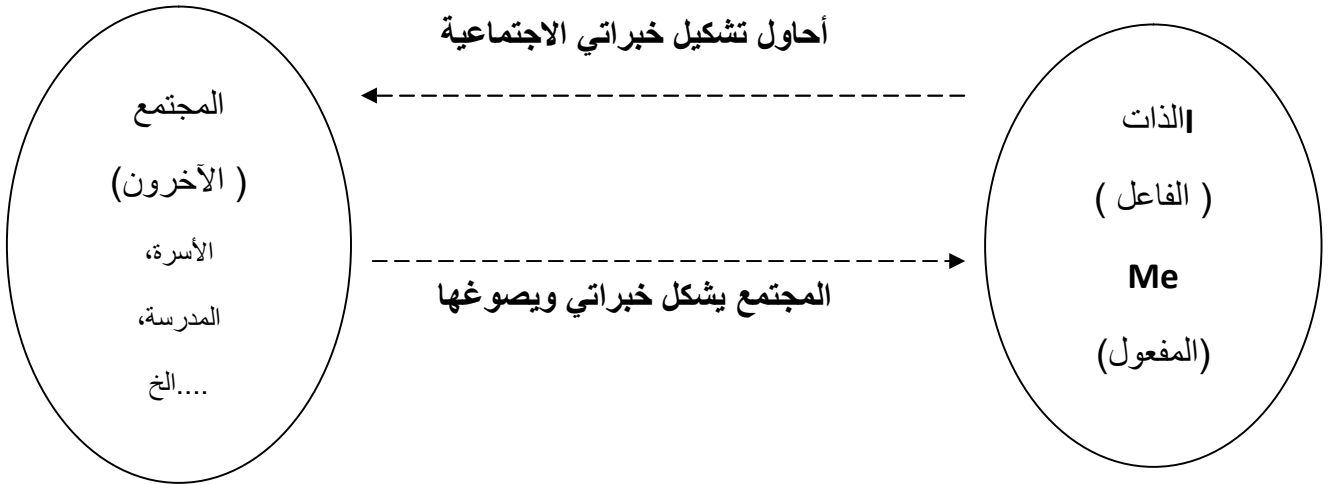 أحاول تشكيل خبراتي الاجتماعية
Iالذات
( الفاعل )
Me
(المفعول)
المجتمع يشكل خبراتي ويصوغها
المجتمع
( الآخرون)
الأسرة،
المدرسة،
....الخ